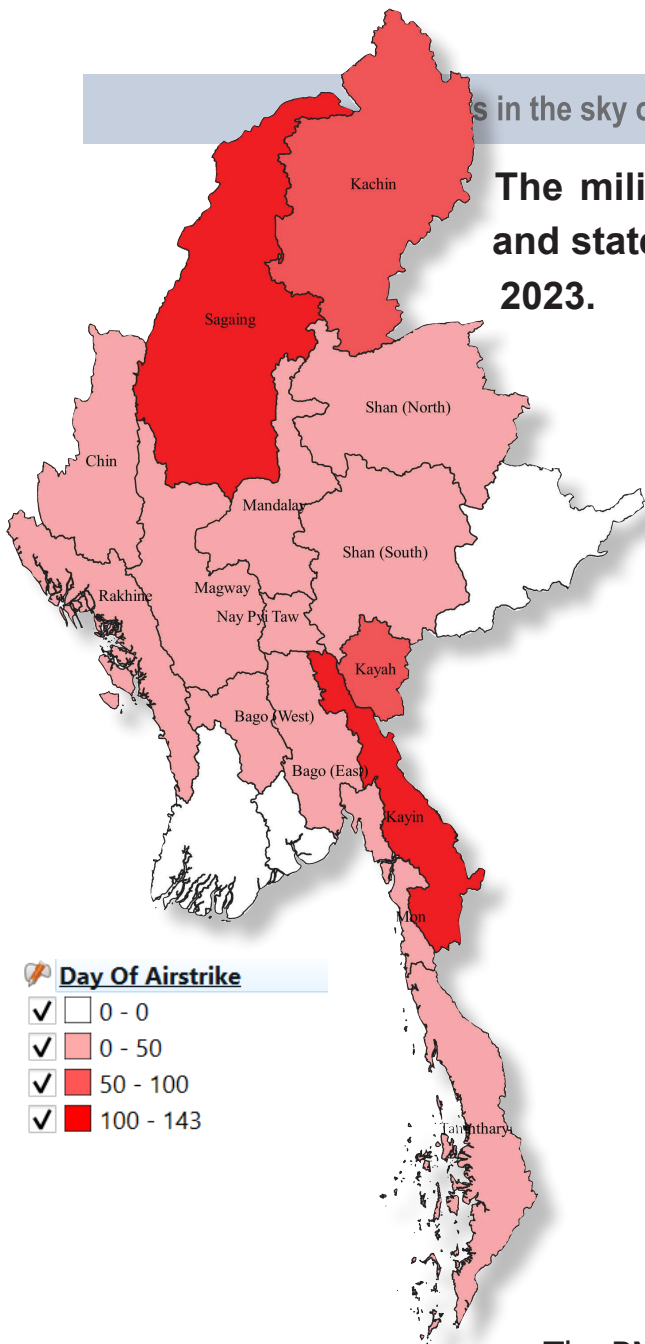 s in the sky o
Kachin
The mili
and state
2023.
Sagaing
Shan (North)
Chin
Mandalay
Shan (South)
Rakhine
Magway
Nay Pyi Taw
Kayah
Bago (West)
Bago (East)
Kayin
Mon
Day Of Airstrike
0 - 0
0 - 50
50 - 100
100 - 143